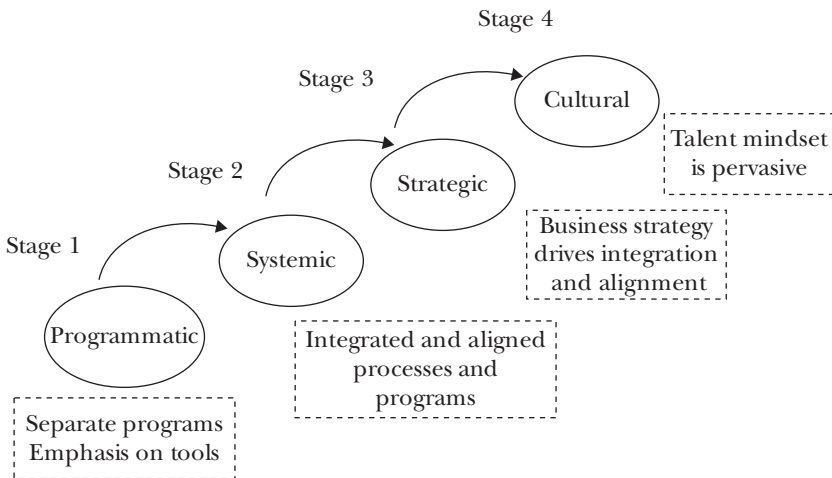 Stage 4
Stage 3
Cultural
Talent mindset
is pervasive
Stage 2
Strategic
Business strategy
drives integration
and alignment
Stage 1
Systemic
Programmatic
Integrated and aligned
processes and
programs
Separate programs
Emphasis on tools